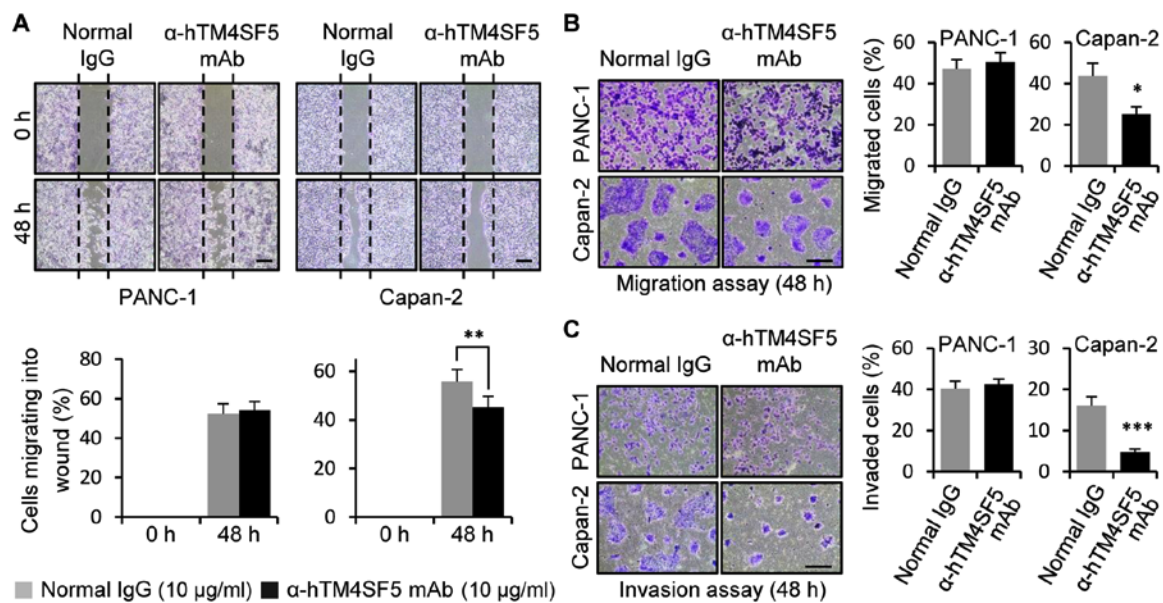 A
Normal IgG
α-hTM4SF5 mAb
Normal IgG
α-hTM4SF5 mAb
0 h
48 h
PANC-1
Capan-2
Cells migrating into wound (%)
80
60
40
20
0
0 h
48 h
60
40
20
0
**
0 h
48 h
Normal IgG (10 µg/ml)
α-hTM4SF5 mAb (10 µg/ml)
B
Normal IgG
α-hTM4SF5 mAb
PANC-1
Capan-2
Migration assay (48 h)
Migrated cells (%)
PANC-1
60
40
20
0
Normal IgG
α-hTM4SF5 mAb
Capan-2
60
40
20
0
*
Normal IgG
α-hTM4SF5 mAb
C
Normal IgG
α-hTM4SF5 mAb
PANC-1
Capan-2
Invasion assay (48 h)
Invaded cells (%)
PANC-1
60
40
20
0
Normal IgG
α-hTM4SF5 mAb
Capan-2
30
20
10
0
***
Normal IgG
α-hTM4SF5 mAb